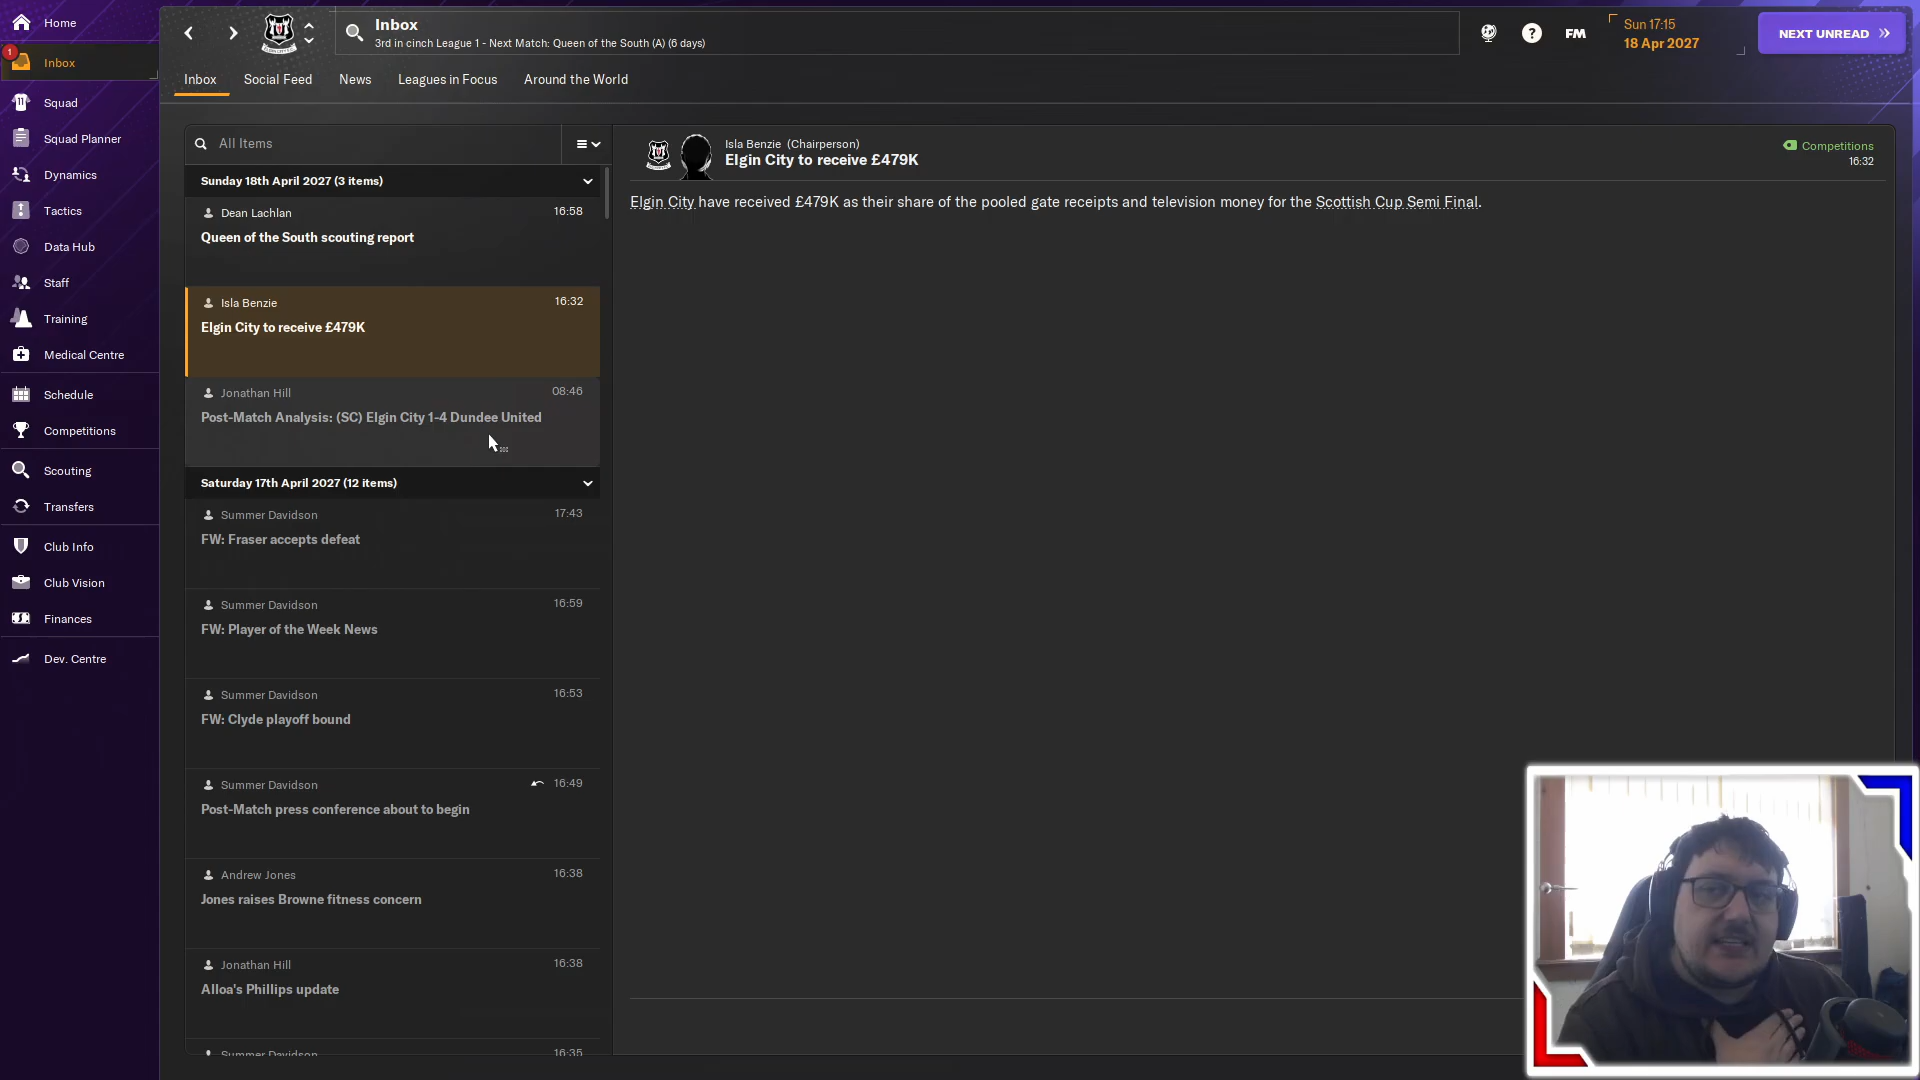 Home
1
Inbox
Squad
Squad Planner
Dynamics
Tactics
Data Hub
Staff
Training
Medical Centre
Schedule
Competitions
Scouting
Transfers
Club Info
Club Vision
Finances
Dev. Centre
Inbox
3rd in cinch League 1 - Next Match: Queen of the South (A) (6 days)
FM
Sun 17:15
18 Apr 2027
NEXT UNREAD
Inbox
Social Feed
News
Leagues in Focus
Around the World
All Items
Sunday 18th April 2027 (3 items)
Dean Lachlan
16:58
Queen of the South scouting report
Isla Benzie
16:32
Elgin City to receive £479K
Jonathan Hill
08:46
Post-Match Analysis: (SC) Elgin City 1-4 Dundee United
Saturday 17th April 2027 (12 items)
Summer Davidson
17:43
FW: Fraser accepts defeat
Summer Davidson
16:59
FW: Player of the Week News
Summer Davidson
16:53
FW: Clyde playoff bound
Summer Davidson
16:49
Post-Match press conference about to begin
Andrew Jones
16:38
Jones raises Browne fitness concern
Jonathan Hill
16:38
Alloa's Phillips update
Summer Davidson
16:35
Isla Benzie (Chairperson)
Elgin City to receive £479K
Competitions
16:32
Elgin City have received £479K as their share of the pooled gate receipts and television money for the Scottish Cup Semi Final.